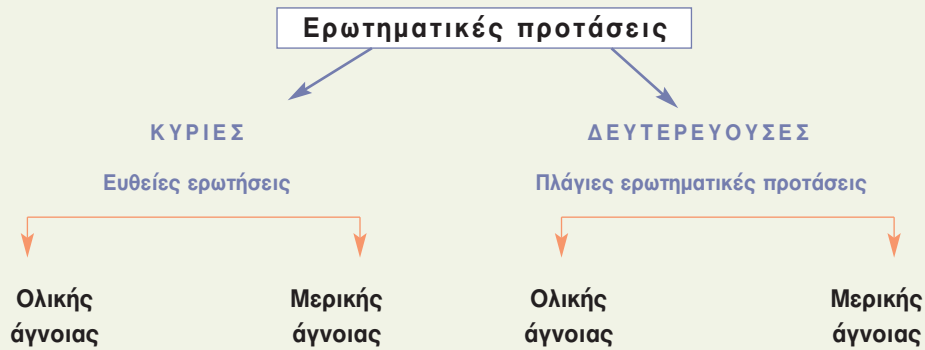 Ερωτηματικές προτάσεις
ΚΥΡΙΕΣ ΔΕΥΤΕΡΕΥΟΥΣΕΣ
Ευθείες ερωτήσεις Πλάγιες ερωτηματικές προτάσεις
Ολικής Μερικής Ολικής Μερικής
άγνοιας άγνοιας άγνοιας άγνοιας